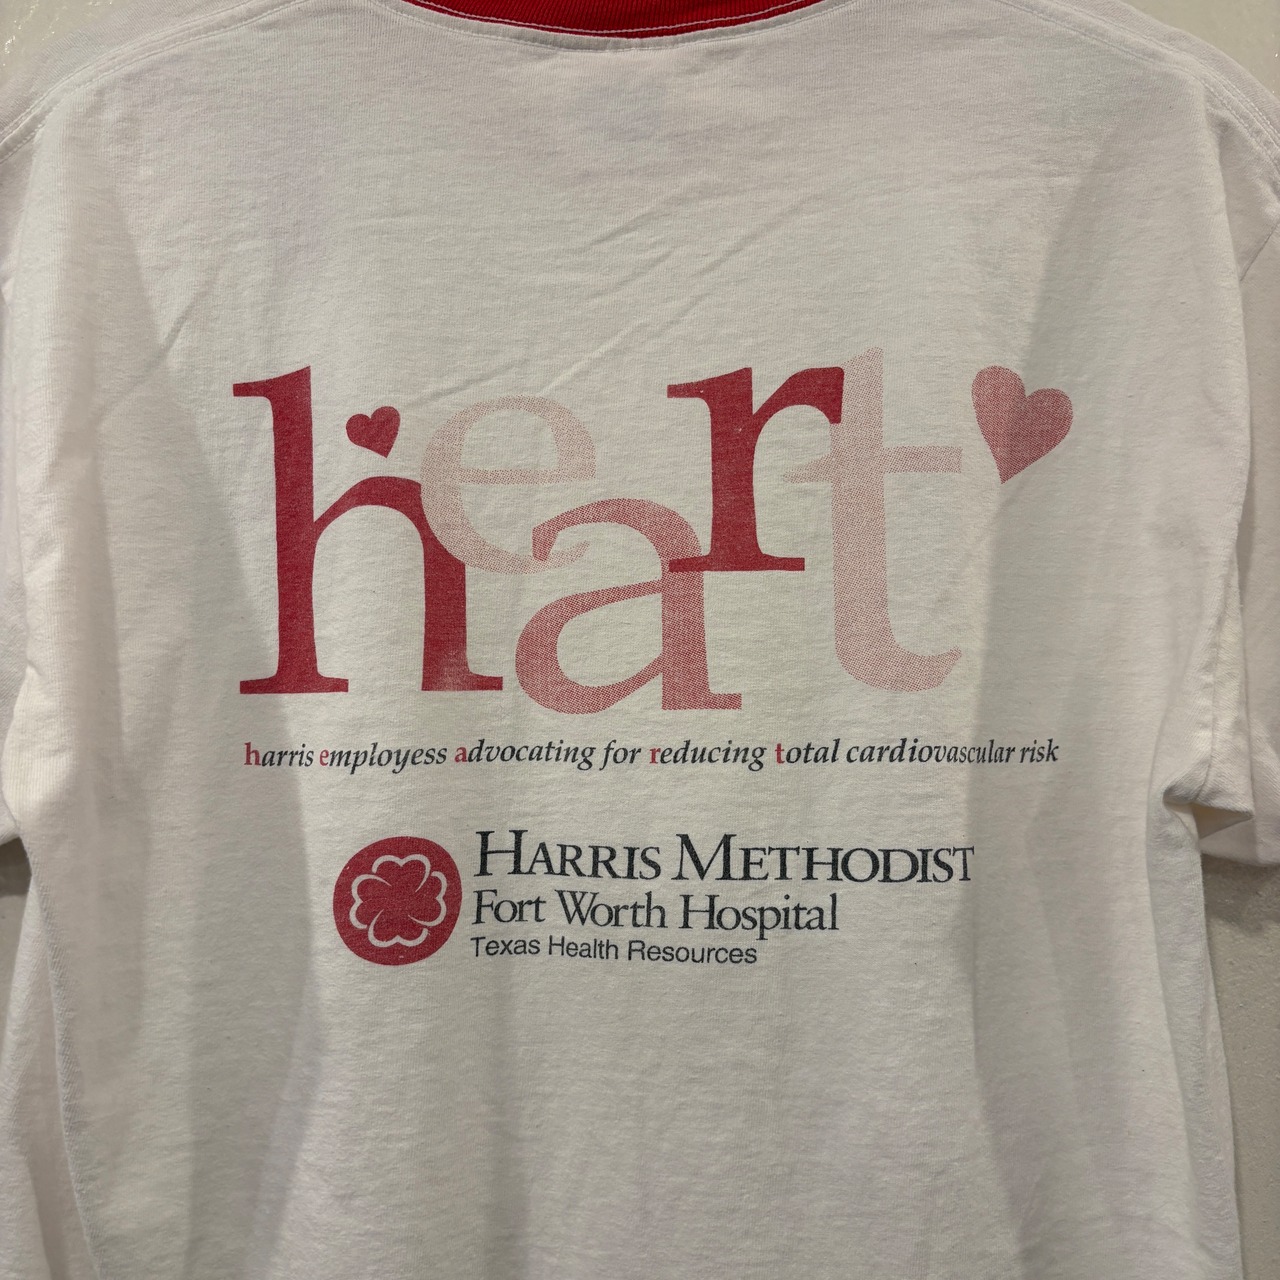 heart
harris employess advocating for reducing total cardiovascular risk
HARRIS METHODIST
Fort Worth Hospital
Texas Health Resources